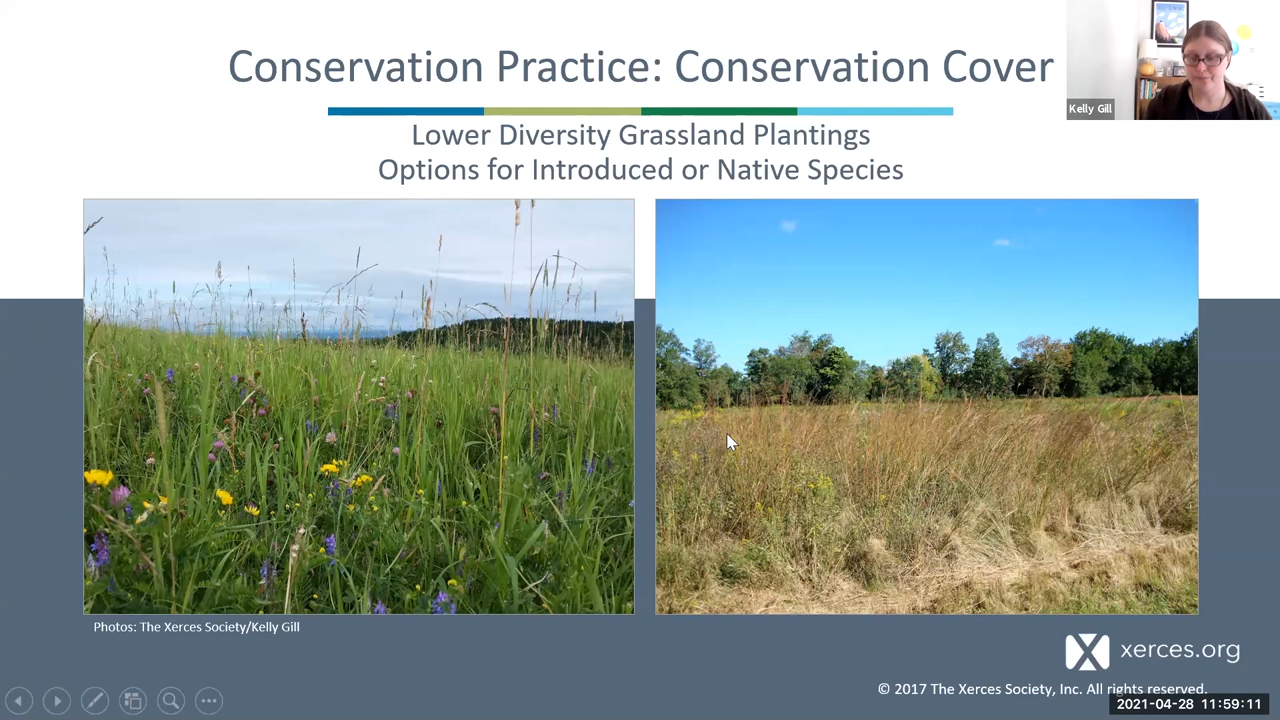 Conservation Practice: Conservation Cover
Kelly Gill
Lower Diversity Grassland Plantings
Options for Introduced or Native Species
Photos: The Xerces Society/Kelly Gill
xerces.org
© 2017 The Xerces Society, Inc. All rights reserved.
2021-04-28 11:59:11